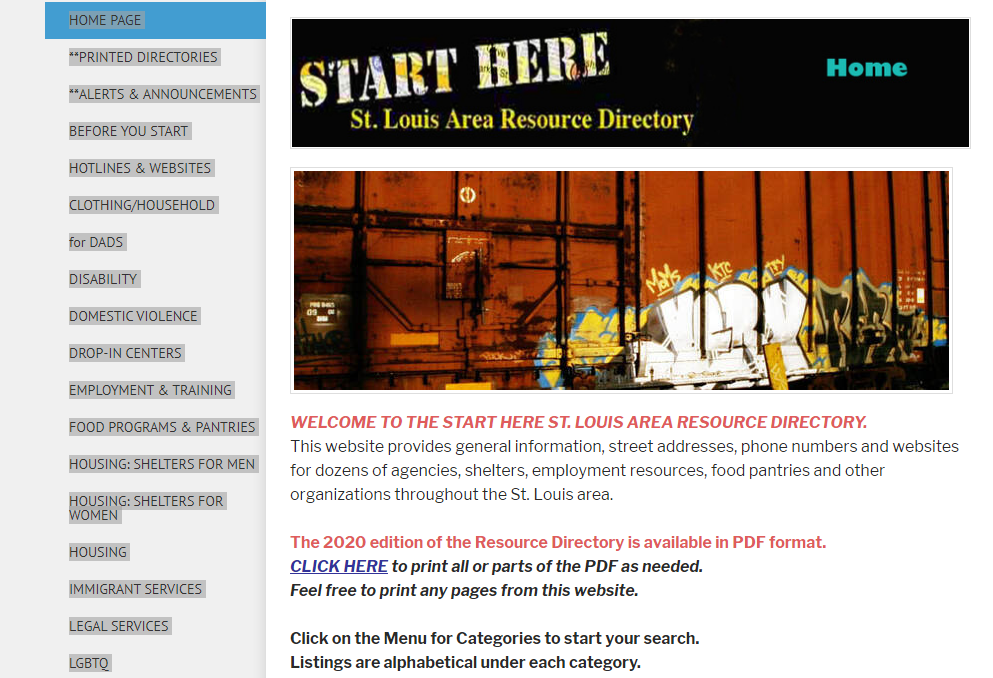 HOME PAGE
**PRINTED DIRECTORIES
**ALERTS & ANNOUNCEMENTS
BEFORE YOU START
HOTLINES & WEBSITES
CLOTHING/HOUSEHOLD
for DADS
DISABILITY
DOMESTIC VIOLENCE
DROP-IN CENTERS
EMPLOYMENT & TRAINING
FOOD PROGRAMS & PANTRIES
HOUSING: SHELTERS FOR MEN
HOUSING: SHELTERS FOR
WOMEN
HOUSING
IMMIGRANT SERVICES
LEGAL SERVICES
LGBTQ
START HERE
Home
St. Louis Area Resource Directory
MOMS KTC
WELCOME TO THE START HERE ST. LOUIS AREA RESOURCE DIRECTORY.
This website provides general information, street addresses, phone numbers and websites
for dozens of agencies, shelters, employment resources, food pantries and other
organizations throughout the St. Louis area.
The 2020 edition of the Resource Directory is available in PDF format.
CLICK HERE to print all or parts of the PDF as needed.
Feel free to print any pages from this website.
Click on the Menu for Categories to start your search.
Listings are alphabetical under each category.